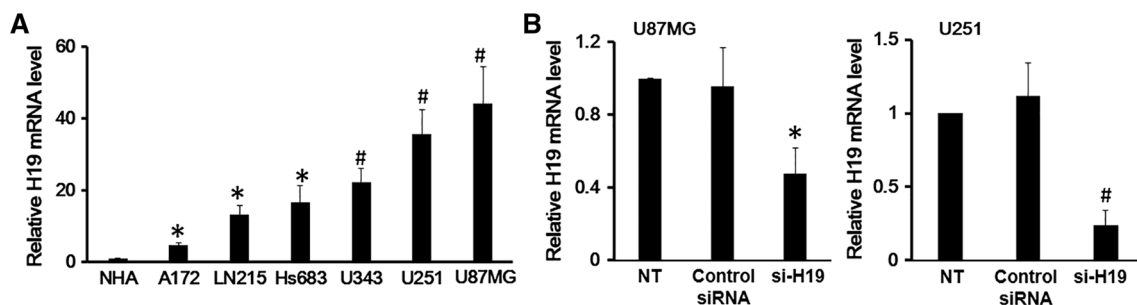 A
Relative H19 mRNA level
60
40
20
0
*
*
*
#
#
#
NHA A172 LN215 Hs683 U343 U251 U87MG
B
U87MG
Relative H19 mRNA level
1.2
0.8
0.4
0
*
NT Control siRNA si-H19
U251
Relative H19 mRNA level
1.5
1
0.5
0
#
NT Control siRNA si-H19